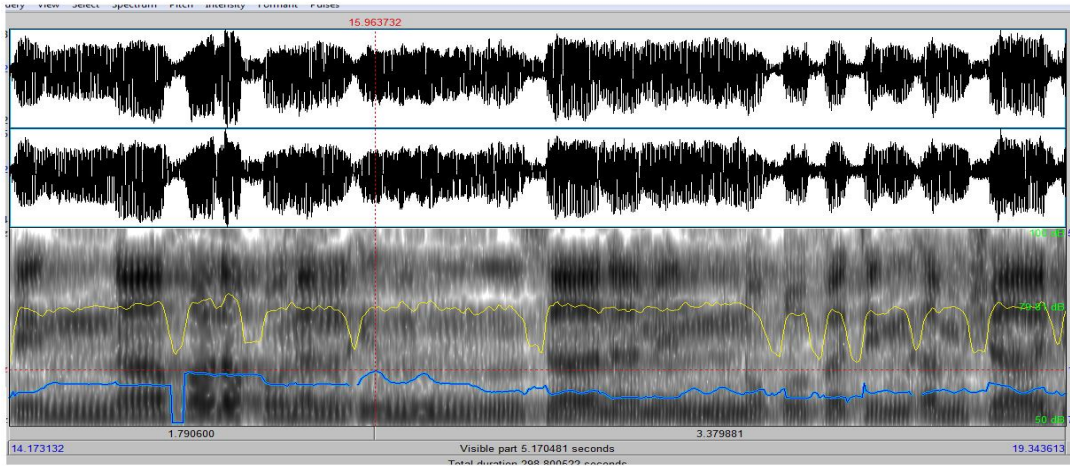 View Select Spectrum Pitch Intensity Formant Pulses
15.963732
100 dB
50 dB
1.790600 3.379881
14.173132 Visible part 5.170481 seconds 19.343613
Total duration 298.800522 seconds